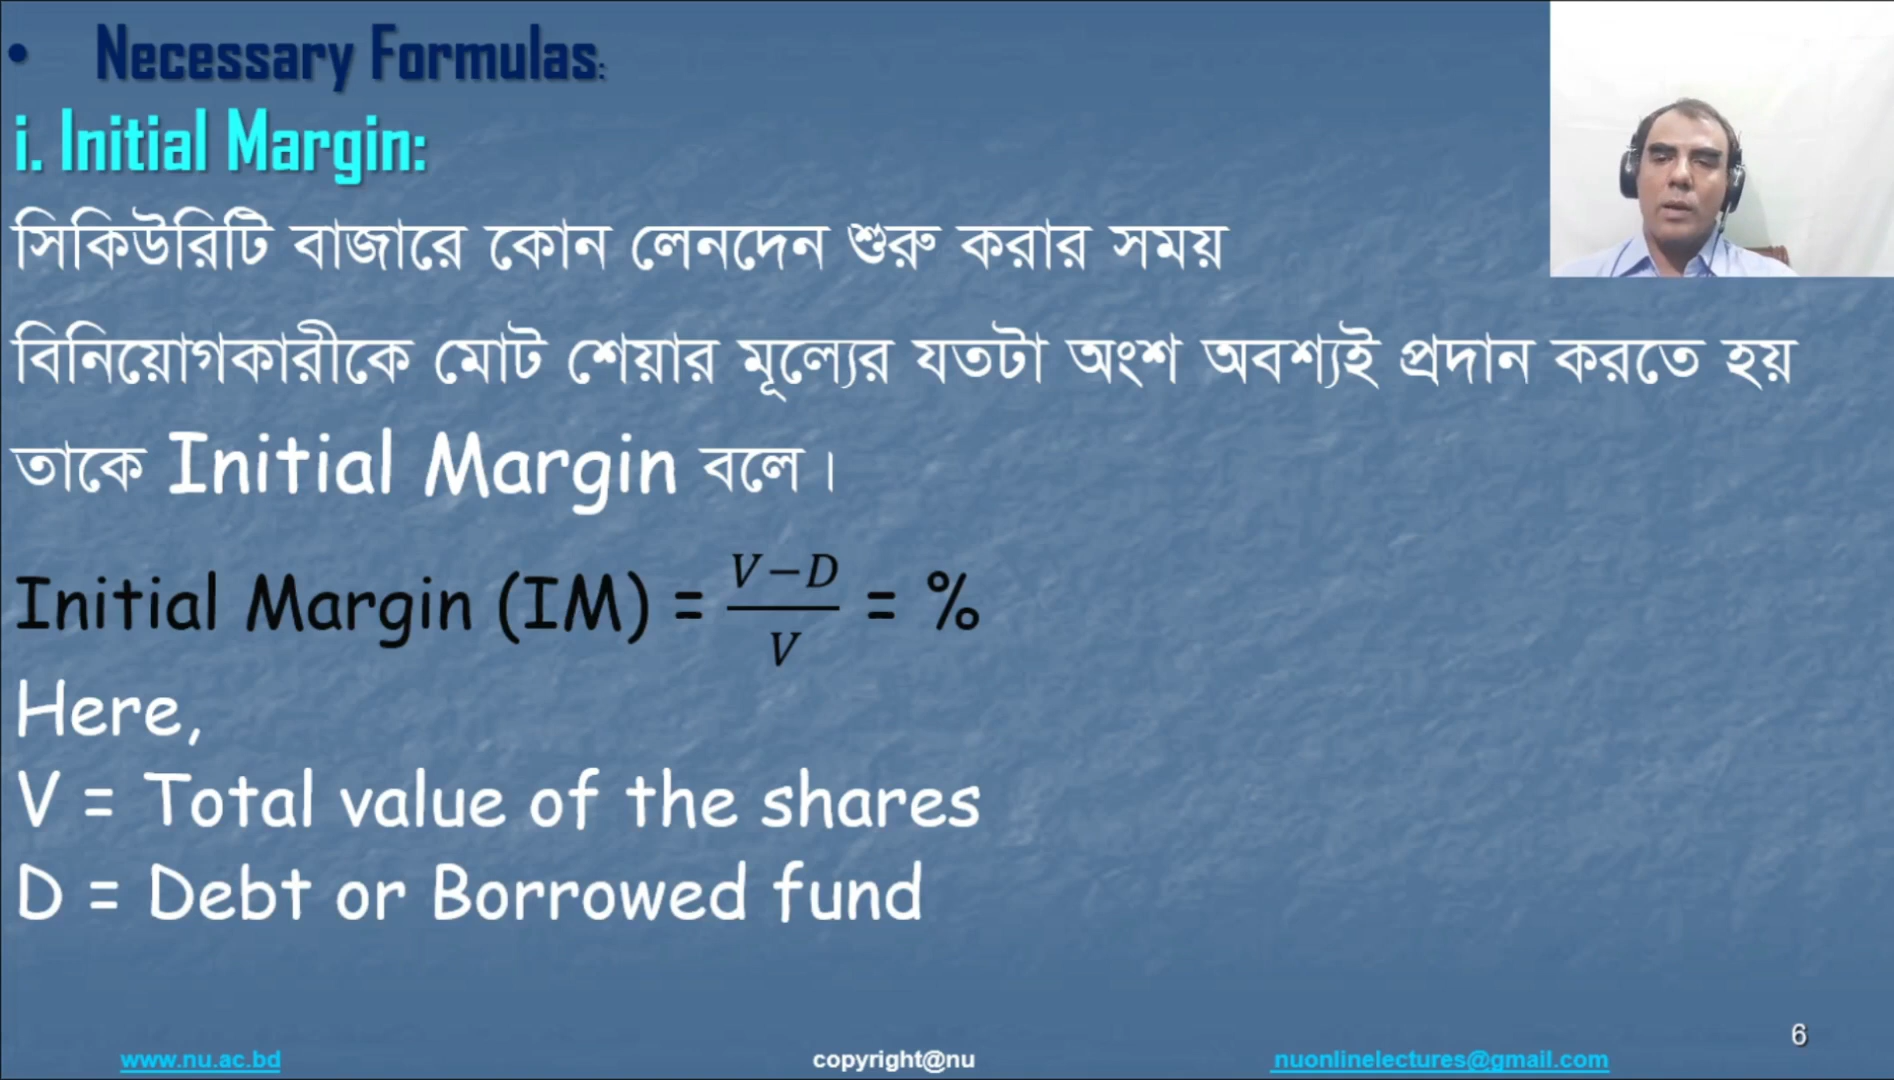 • Necessary Formulas:
i. Initial Margin:
সিকিউরিটি বাজারে কোন লেনদেন শুরু করার সময়
বিনিয়োগকারীকে মোট শেয়ার মূল্যের যতটা অংশ অবশ্যই প্রদান করতে হয়
তাকে Initial Margin বলে।
Initial Margin (IM) = (V−D)/V = %
Here,
V = Total value of the shares
D = Debt or Borrowed fund
6
www.nu.ac.bd copyright@nu nuonlinelectures@gmail.com